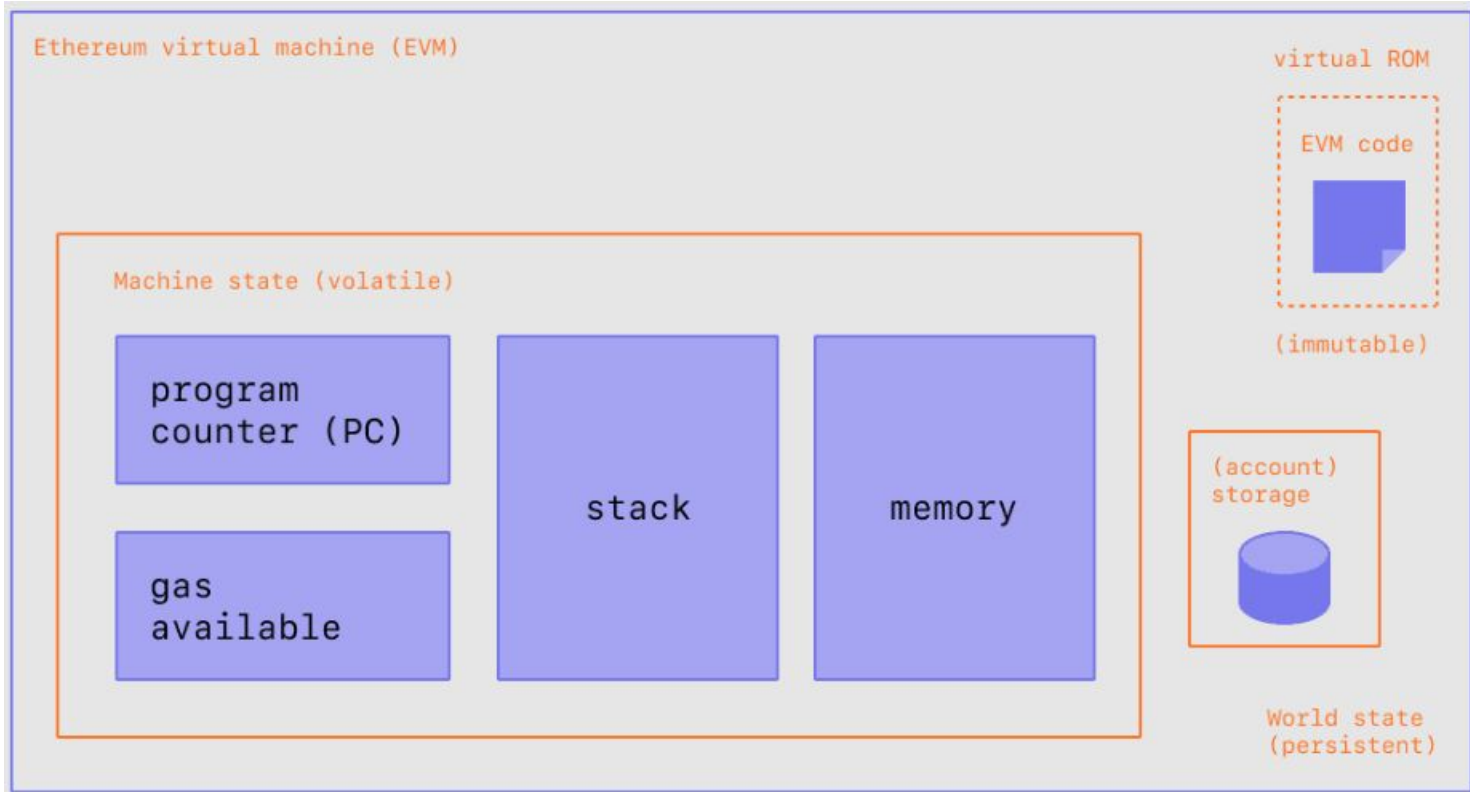 Ethereum virtual machine (EVM)
virtual ROM
EVM code
(immutable)
Machine state (volatile)
program
counter (PC)
gas
available
stack
memory
(account)
storage
World state
(persistent)